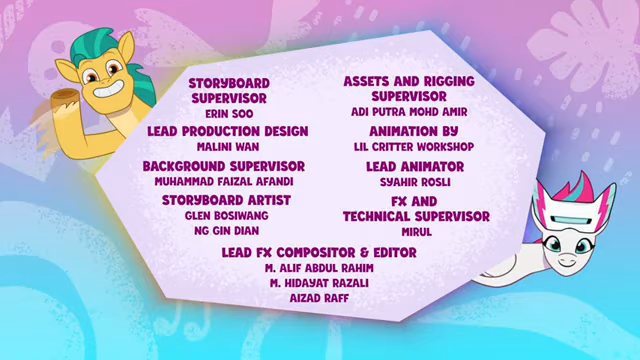 STORYBOARD
SUPERVISOR
ERIN SOO
LEAD PRODUCTION DESIGN
MALINI WAN
BACKGROUND SUPERVISOR
MUHAMMAD FAIZAL AFANDI
STORYBOARD ARTIST
GLEN BOSIWANG
NG GIN DIAN
ASSETS AND RIGGING
SUPERVISOR
ADI PUTRA MOHD AMIR
ANIMATION BY
LIL CRITTER WORKSHOP
LEAD ANIMATOR
SYAHIR ROSLI
FX AND
TECHNICAL SUPERVISOR
MIRUL
LEAD FX COMPOSITOR & EDITOR
M. ALIF ABDUL RAHIM
M. HIDAYAT RAZALI
AIZAD RAFF